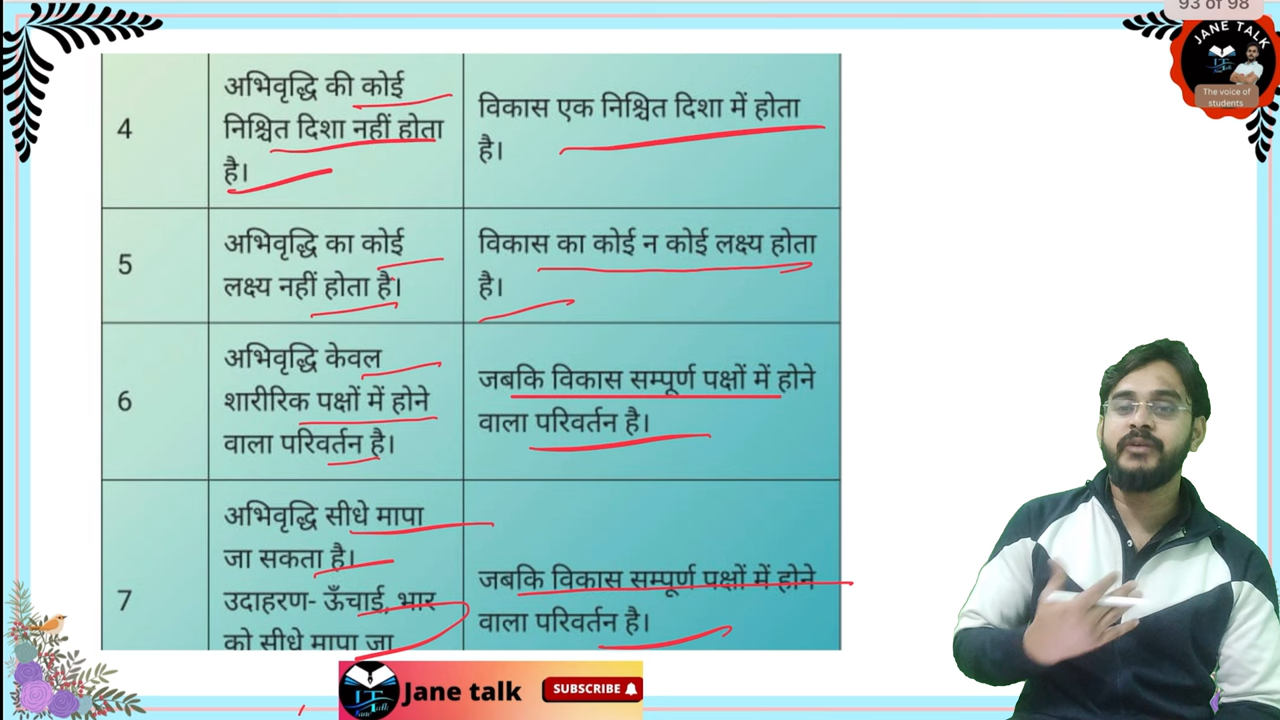 93 of 98
JANE TALK
The voice of
students
4
अभिवृद्धि की कोई
निश्चित दिशा नहीं होता
है।
विकास एक निश्चित दिशा में होता
है।
5
अभिवृद्धि का कोई
लक्ष्य नहीं होता है।
विकास का कोई न कोई लक्ष्य होता
है।
6
अभिवृद्धि केवल
शारीरिक पक्षों में होने
वाला परिवर्तन है।
जबकि विकास सम्पूर्ण पक्षों में होने
वाला परिवर्तन है।
7
अभिवृद्धि सीधे मापा
जा सकता है।
उदाहरण- ऊँचाई, भार
को सीधे मापा जा
जबकि विकास सम्पूर्ण पक्षों में होने
वाला परिवर्तन है।
Jane talk
SUBSCRIBE